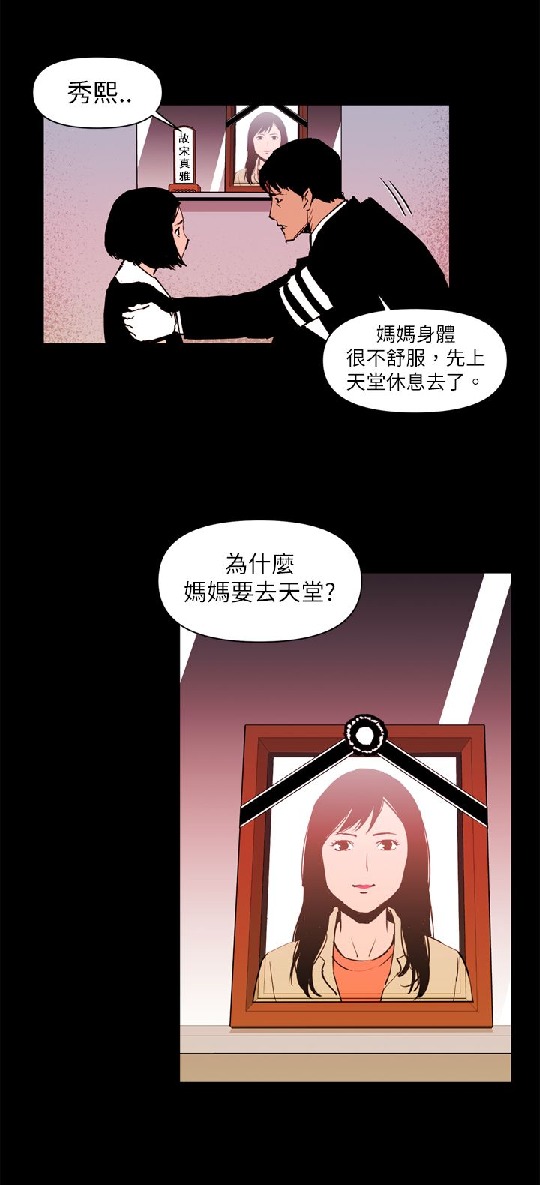 秀熙..
故宋真雅
媽媽身體
很不舒服，先上
天堂休息去了。
為什麼
媽媽要去天堂?